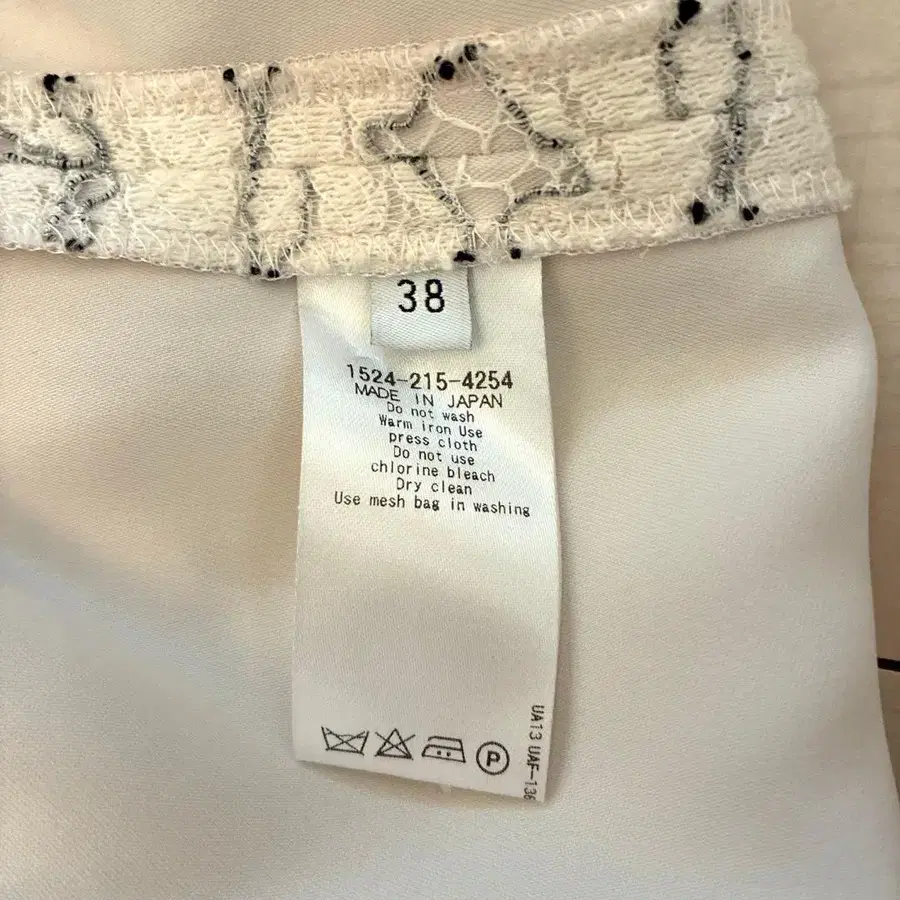 38
1524-215-4254
MADE IN JAPAN
Do not wash
Warm iron Use
press cloth
Do not use
chlorine bleach
Dry clean
Use mesh bag in washing
P
UA13 UAF-136